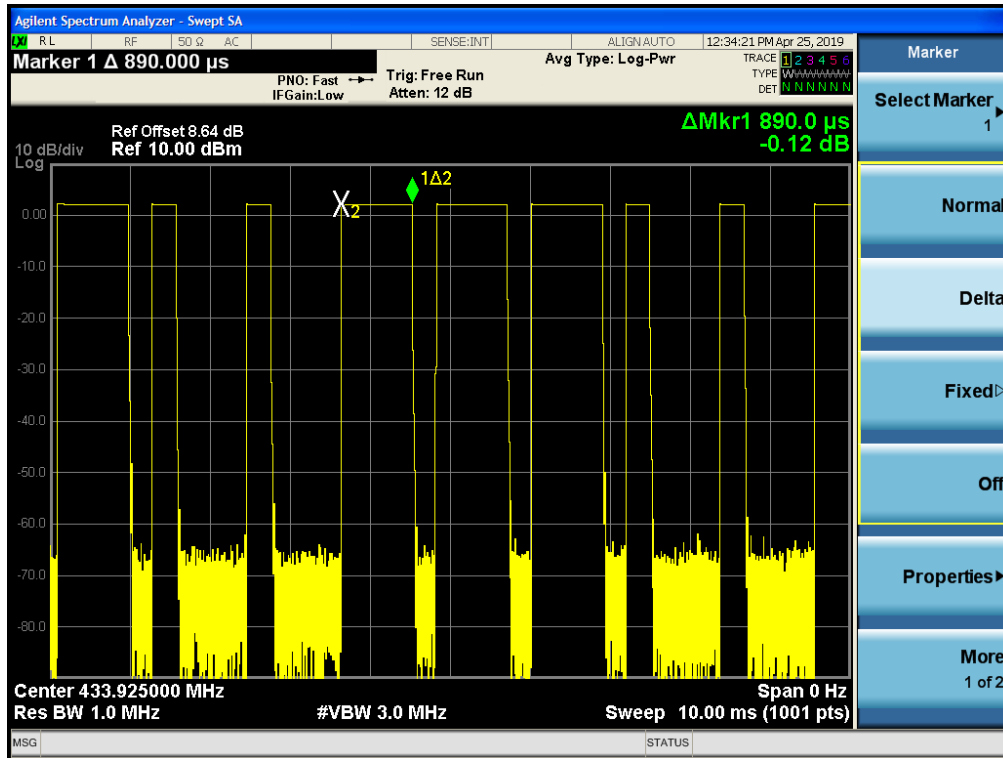 Agilent Spectrum Analyzer - Swept SA
LXI RL RF 50 Ω AC SENSE:INT ALIGN AUTO 12:34:21 PM Apr 25, 2019
Marker 1 Δ 890.000 µs
PNO: Fast
IFGain:Low
Trig: Free Run
Atten: 12 dB
Avg Type: Log-Pwr
TRACE 1 2 3 4 5 6
TYPE W
DET N N N N N N
ΔMkr1 890.0 µs
-0.12 dB
Ref Offset 8.64 dB
10 dB/div Ref 10.00 dBm
Log
1Δ2
X2
0.00
-10.0
-20.0
-30.0
-40.0
-50.0
-60.0
-70.0
-80.0
Center 433.925000 MHz Span 0 Hz
Res BW 1.0 MHz #VBW 3.0 MHz Sweep 10.00 ms (1001 pts)
MSG STATUS
Marker
Select Marker
1
Normal
Delta
Fixed
Off
Properties
More
1 of 2